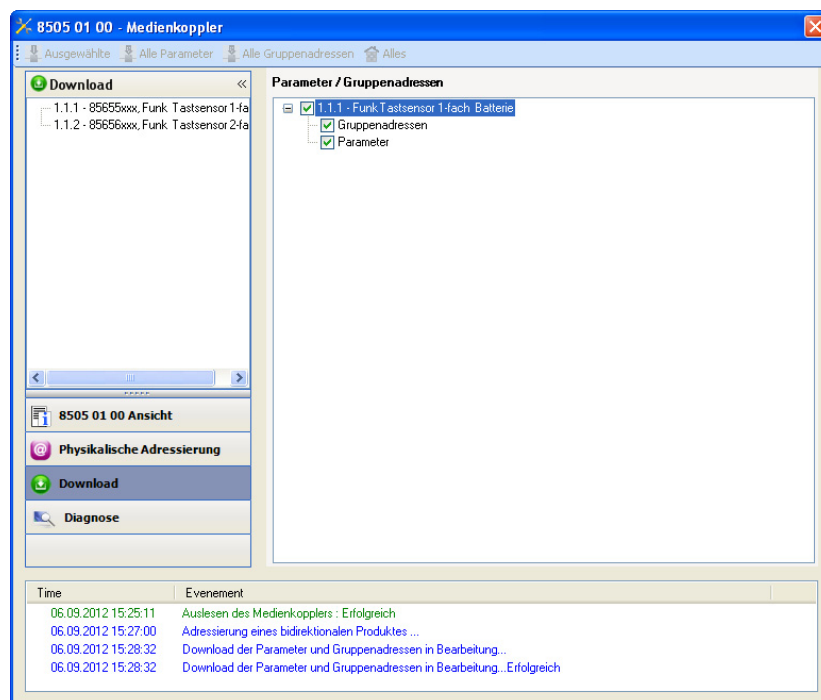 8505 01 00 - Medienkoppler
Ausgewählte Alle Parameter Alle Gruppenadressen Alles
Download «
1.1.1 - 85655xxx, Funk Tastsensor 1-fa
1.1.2 - 85656xxx, Funk Tastsensor 2-fa
8505 01 00 Ansicht
Physikalische Adressierung
Download
Diagnose
Parameter / Gruppenadressen
1.1.1 - Funk Tastsensor 1-fach Batterie
Gruppenadressen
Parameter
Time Evenement
06.09.2012 15:25:11 Auslesen des Medienkopplers : Erfolgreich
06.09.2012 15:27:00 Adressierung eines bidirektionalen Produktes ...
06.09.2012 15:28:32 Download der Parameter und Gruppenadressen in Bearbeitung...
06.09.2012 15:28:32 Download der Parameter und Gruppenadressen in Bearbeitung...Erfolgreich